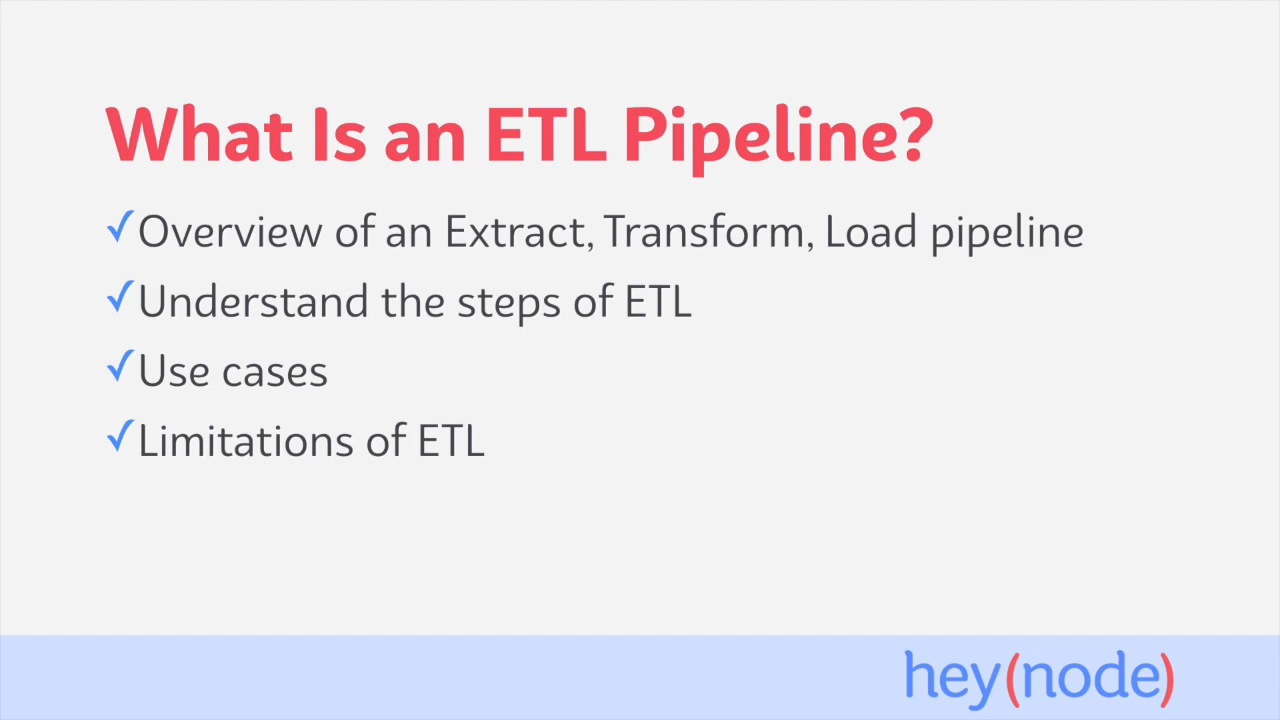 What Is an ETL Pipeline?
✓Overview of an Extract, Transform, Load pipeline
✓Understand the steps of ETL
✓Use cases
✓Limitations of ETL
hey(node)